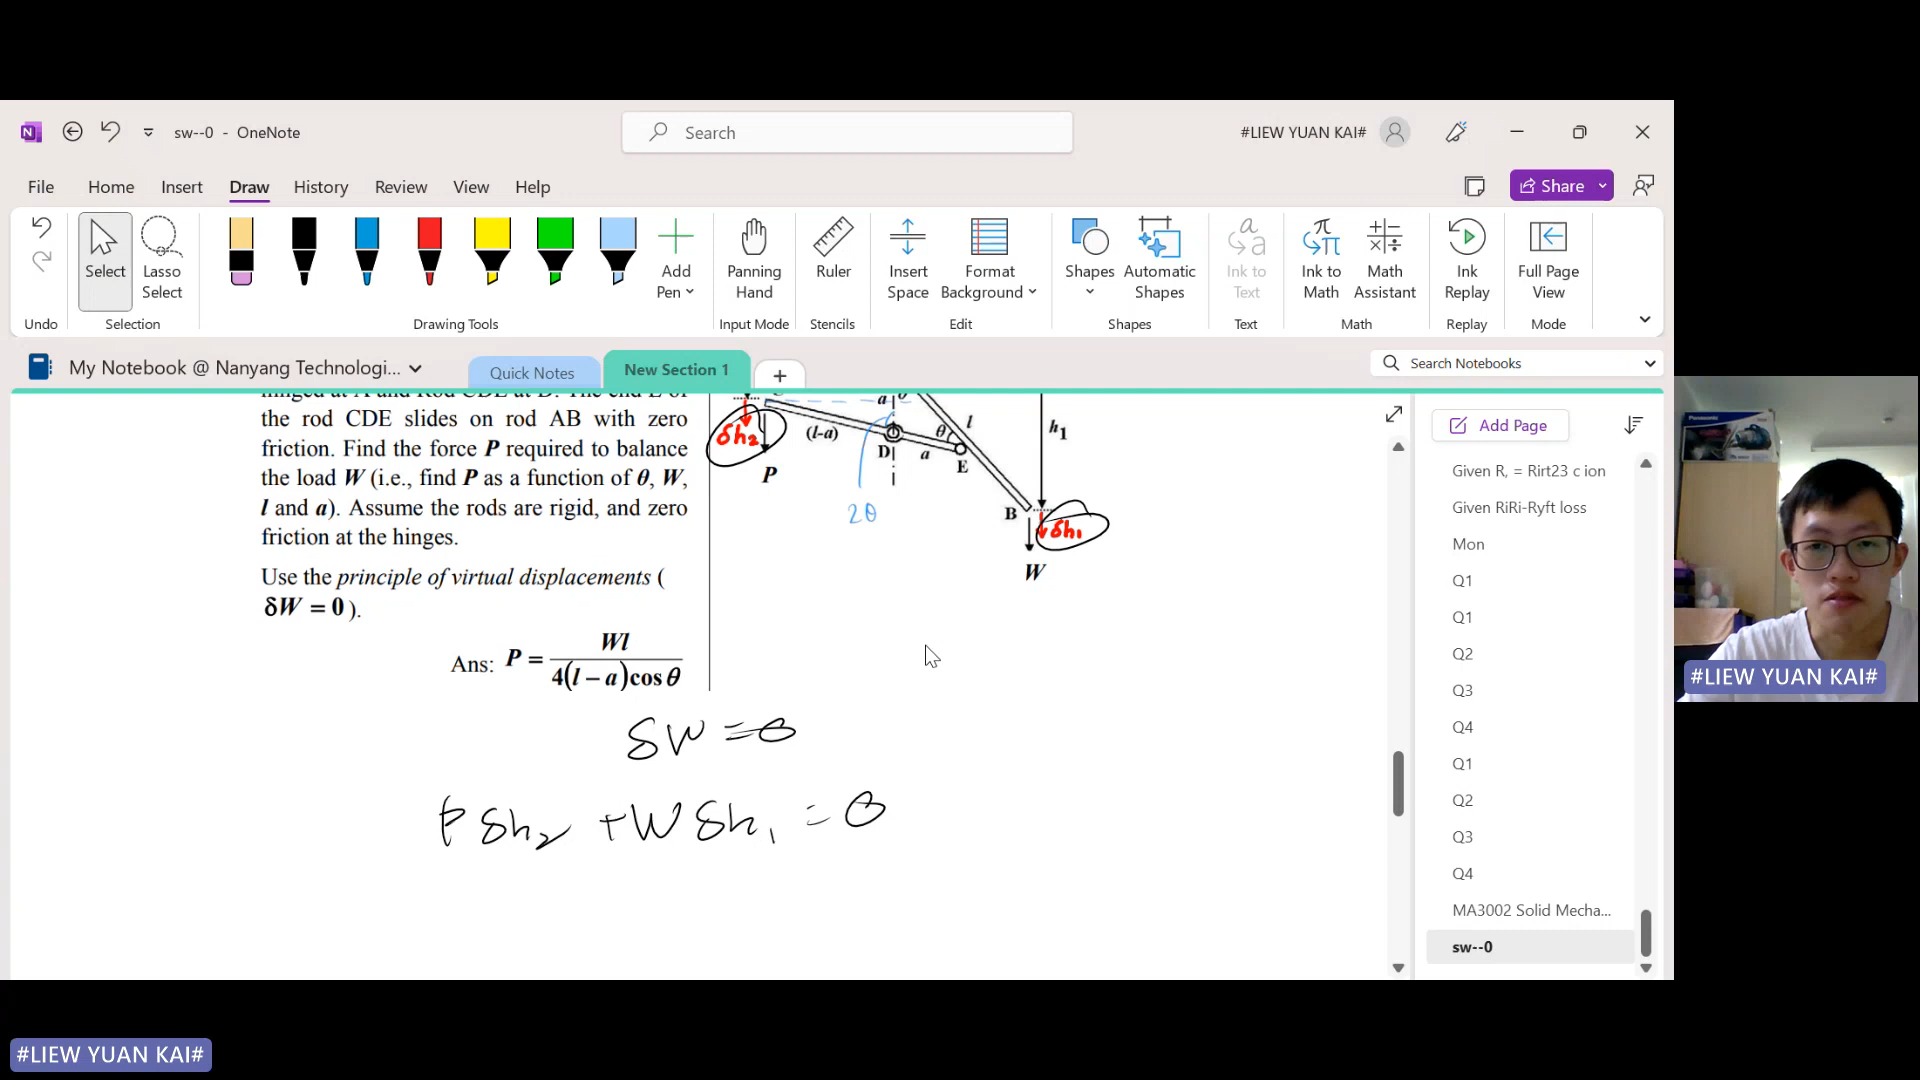 sw--0 - OneNote
Search
#LIEW YUAN KAI#
File Home Insert Draw History Review View Help
Share
Select
Lasso Select
Add Pen
Panning Hand
Ruler
Insert Space
Format Background
Shapes
Automatic Shapes
Ink to Text
Ink to Math
Math Assistant
Ink Replay
Full Page View
Undo Selection Drawing Tools Input Mode Stencils Edit Shapes Text Math Replay Mode
My Notebook @ Nanyang Technologi...
Quick Notes
New Section 1
+
Search Notebooks
the rod CDE slides on rod AB with zero
friction. Find the force P required to balance
the load W (i.e., find P as a function of θ, W,
l and a). Assume the rods are rigid, and zero
friction at the hinges.
Use the principle of virtual displacements (
δW = 0 ).
Ans: P = Wl / 4(l – a)cos θ
δh₂
P
(l-a)
a
D
a
E
θ
l
h₁
2θ
B
δh₁
W
δW = 0
P δh₂ + W δh₁ = 0
Add Page
Given R, = Rirt23 c ion
Given RiRi-Ryft loss
Mon
Q1
Q1
Q2
Q3
Q4
Q1
Q2
Q3
Q4
MA3002 Solid Mecha...
sw--0
#LIEW YUAN KAI#
#LIEW YUAN KAI#